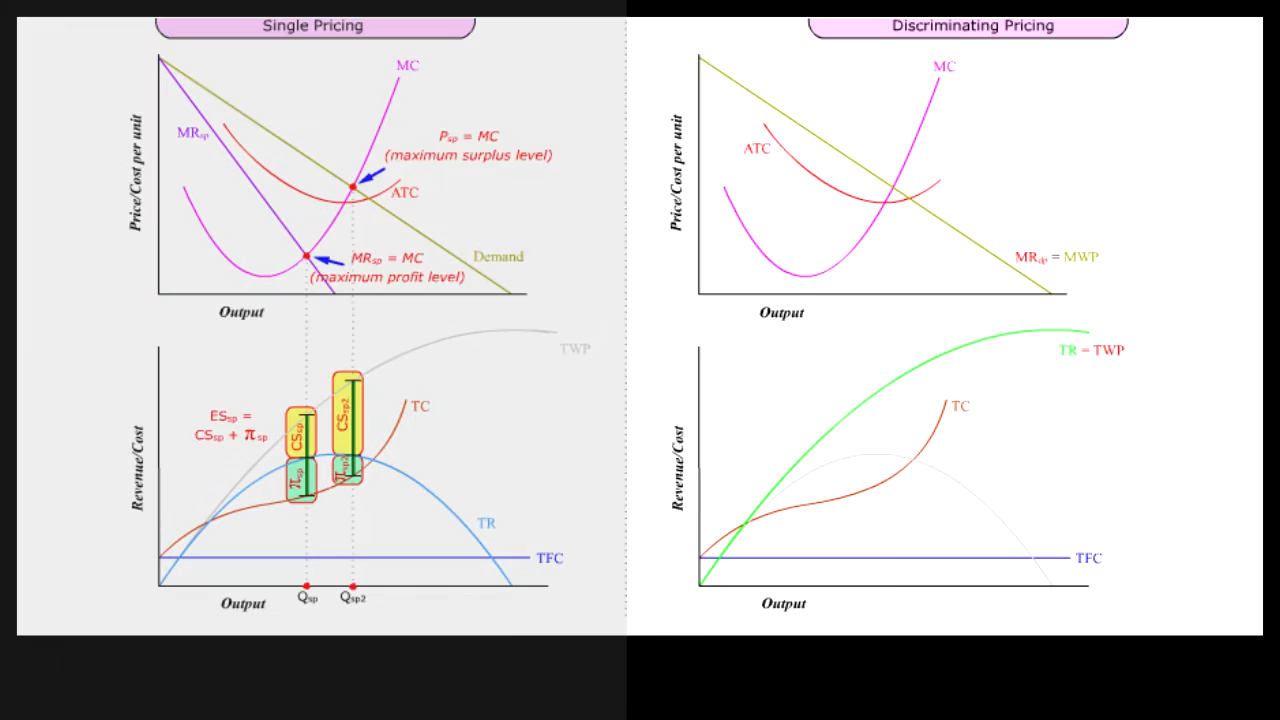 Single Pricing
MC
MRsp
Psp = MC
(maximum surplus level)
ATC
Price/Cost per unit
Demand
MRsp = MC
(maximum profit level)
Output
TWP
ESsp =
CSsp + πsp
CSsp
CSsp2
πsp
πsp2
TC
Revenue/Cost
TR
TFC
Qsp
Qsp2
Output
Discriminating Pricing
MC
ATC
Price/Cost per unit
MRdp = MWP
Output
TR = TWP
TC
Revenue/Cost
TFC
Output